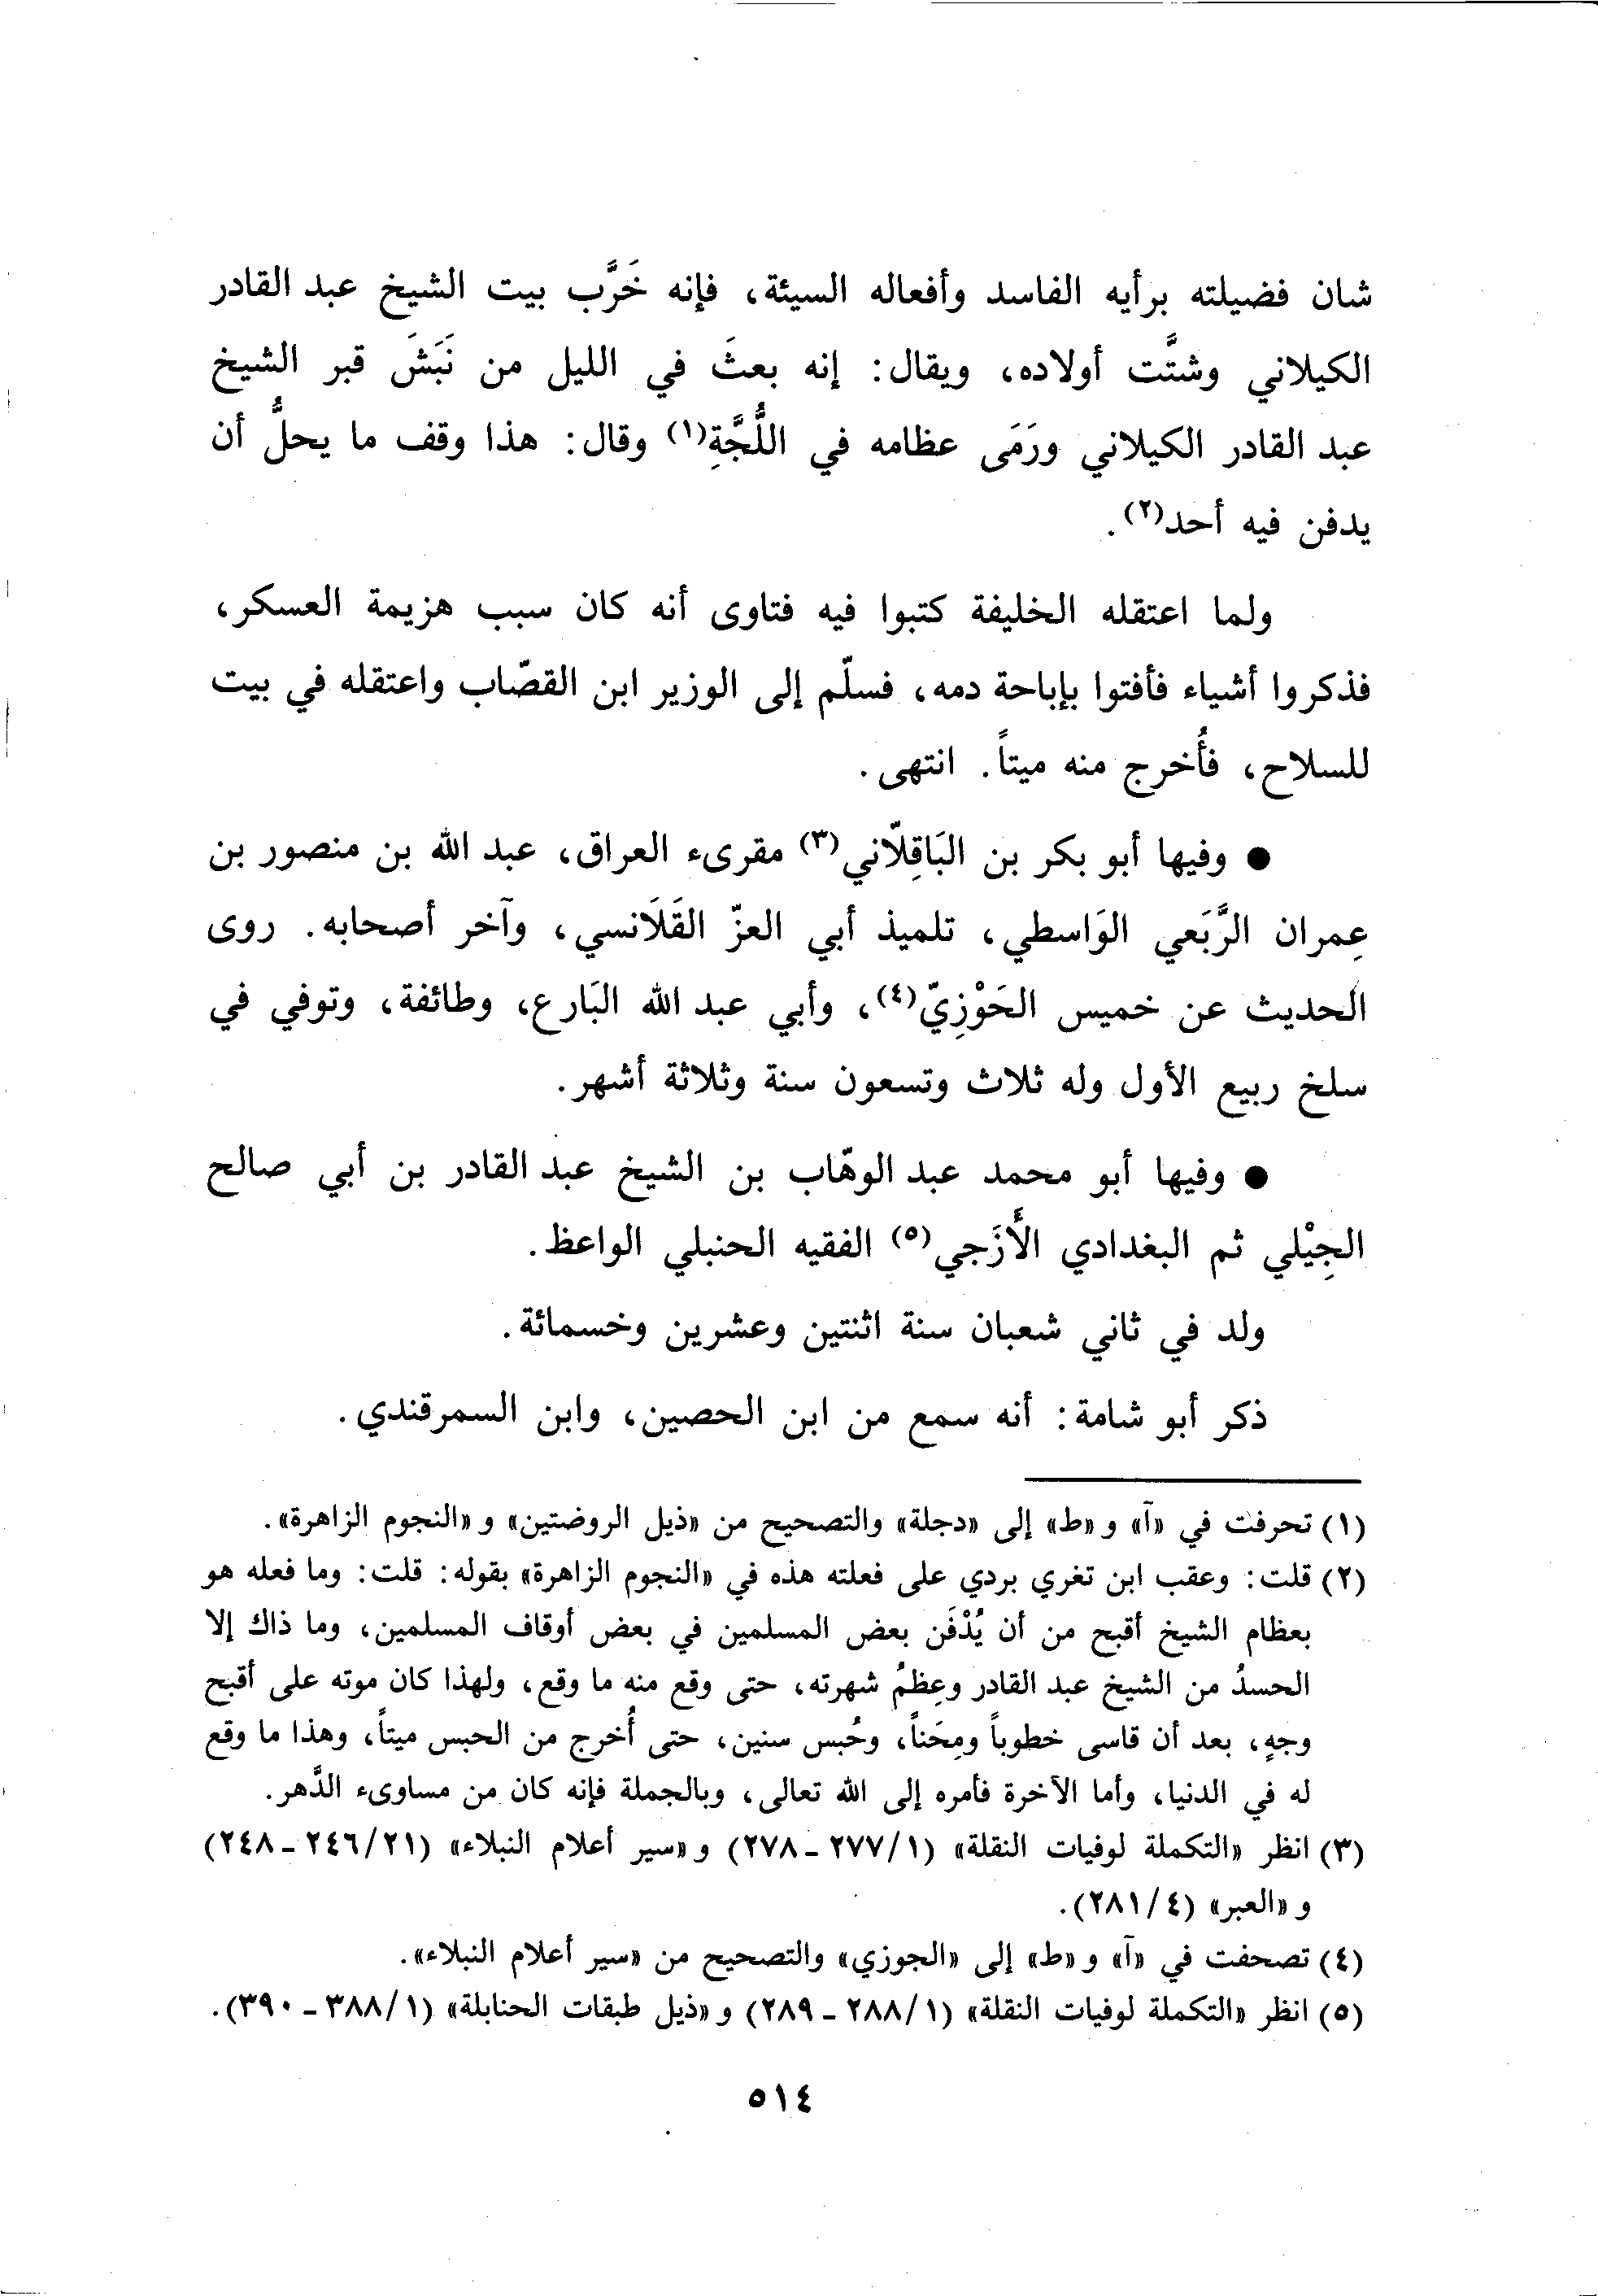 شان فضيلته برأيه الفاسد وأفعاله السيئة، فإنه خَرَّب بيت الشيخ عبد القادر
الكيلاني وشتَّت أولاده، ويقال: إنه بعثَ في الليل من نَبَشَ قبر الشيخ
عبد القادر الكيلاني ورَمَى عظامه في اللُّجَّةِ(١) وقال: هذا وقف ما يحلُّ أن
يدفن فيه أحد(٢).
ولما اعتقله الخليفة كتبوا فيه فتاوى أنه كان سبب هزيمة العسكر،
فذكروا أشياء فأفتوا بإباحة دمه، فسلّم إلى الوزير ابن القصّاب واعتقله في بيت
للسلاح، فأُخرج منه ميتاً. انتهى.
● وفيها أبو بكر بن البَاقِلّاني(٣) مقرىء العراق، عبد الله بن منصور بن
عِمران الرَّبَعي الوَاسطي، تلميذ أبي العزّ القَلَانسي، وآخر أصحابه. روى
الحديث عن خميس الحَوْزِيّ(٤)، وأبي عبد الله البَارع، وطائفة، وتوفي في
سلخ ربيع الأول وله ثلاث وتسعون سنة وثلاثة أشهر.
● وفيها أبو محمد عبد الوهّاب بن الشيخ عبد القادر بن أبي صالح
الجِيْلي ثم البغدادي الأَزَجي(٥) الفقيه الحنبلي الواعظ.
ولد في ثاني شعبان سنة اثنتين وعشرين وخسمائة.
ذكر أبو شامة: أنه سمع من ابن الحصين، وابن السمرقندي.
(١) تحرفت في «آ» و «ط» إلى «دجلة» والتصحيح من «ذيل الروضتين» و «النجوم الزاهرة».
(٢) قلت: وعقب ابن تغري بردي على فعلته هذه في «النجوم الزاهرة» بقوله: قلت: وما فعله هو
بعظام الشيخ أقبح من أن يُدْفَن بعض المسلمين في بعض أوقاف المسلمين، وما ذاك إلا
الحسدُ من الشيخ عبد القادر وعِظمُ شهرته، حتى وقع منه ما وقع، ولهذا كان موته على أقبح
وجهٍ، بعد أن قاسى خطوباً ومِحَناً، وحُبس سنين، حتى أُخرج من الحبس ميتاً، وهذا ما وقع
له في الدنيا، وأما الآخرة فأمره إلى الله تعالى، وبالجملة فإنه كان من مساوىء الدَّهر.
(٣) انظر «التكملة لوفيات النقلة» (١/ ٢٧٧ ـ ٢٧٨) و «سير أعلام النبلاء» (٢١/ ٢٤٦ ـ ٢٤٨)
و «العبر» (٤/ ٢٨١).
(٤) تصحفت في «آ» و «ط» إلى «الجوزي» والتصحيح من «سير أعلام النبلاء».
(٥) انظر «التكملة لوفيات النقلة» (١/ ٢٨٨ ـ ٢٨٩) و «ذيل طبقات الحنابلة» (١/ ٣٨٨ ـ ٣٩٠).
٥١٤